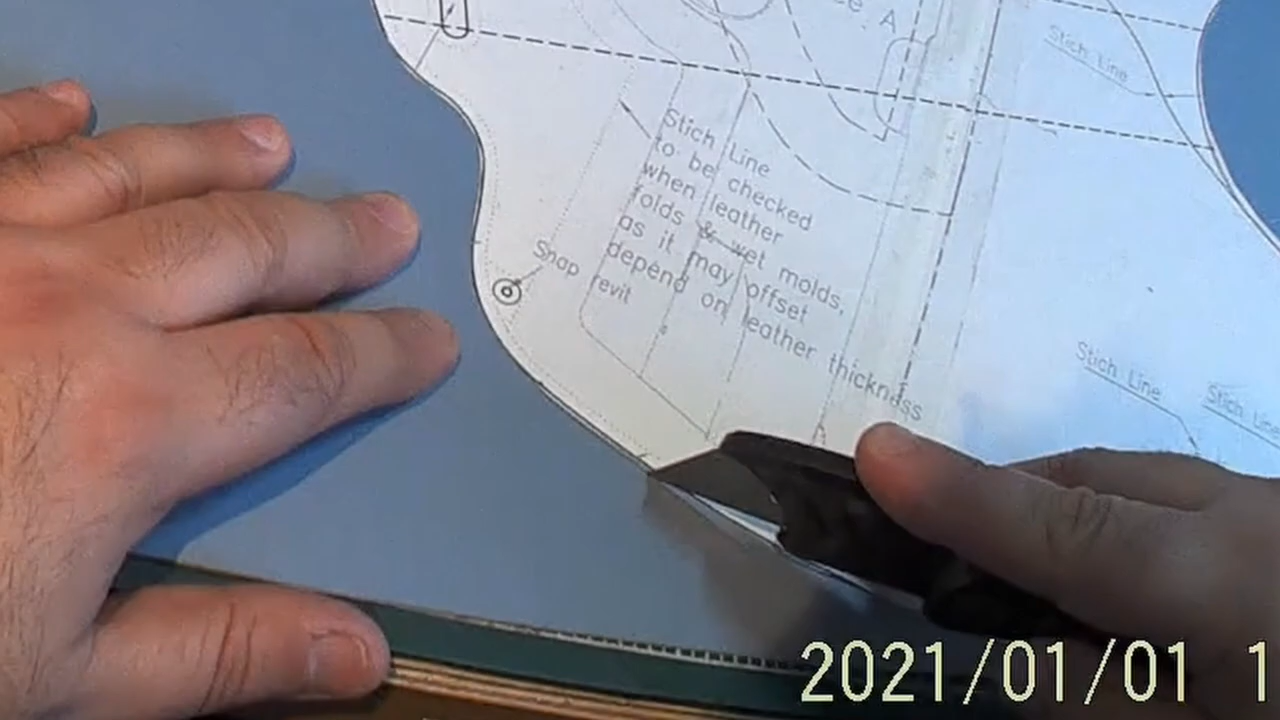 e A
Stich Line
Stich Line
to be checked
when leather
folds & wet molds,
as it may offset
depend on leather thickness
Snap revit
Stich Line
Stich Line
2021/01/01 1